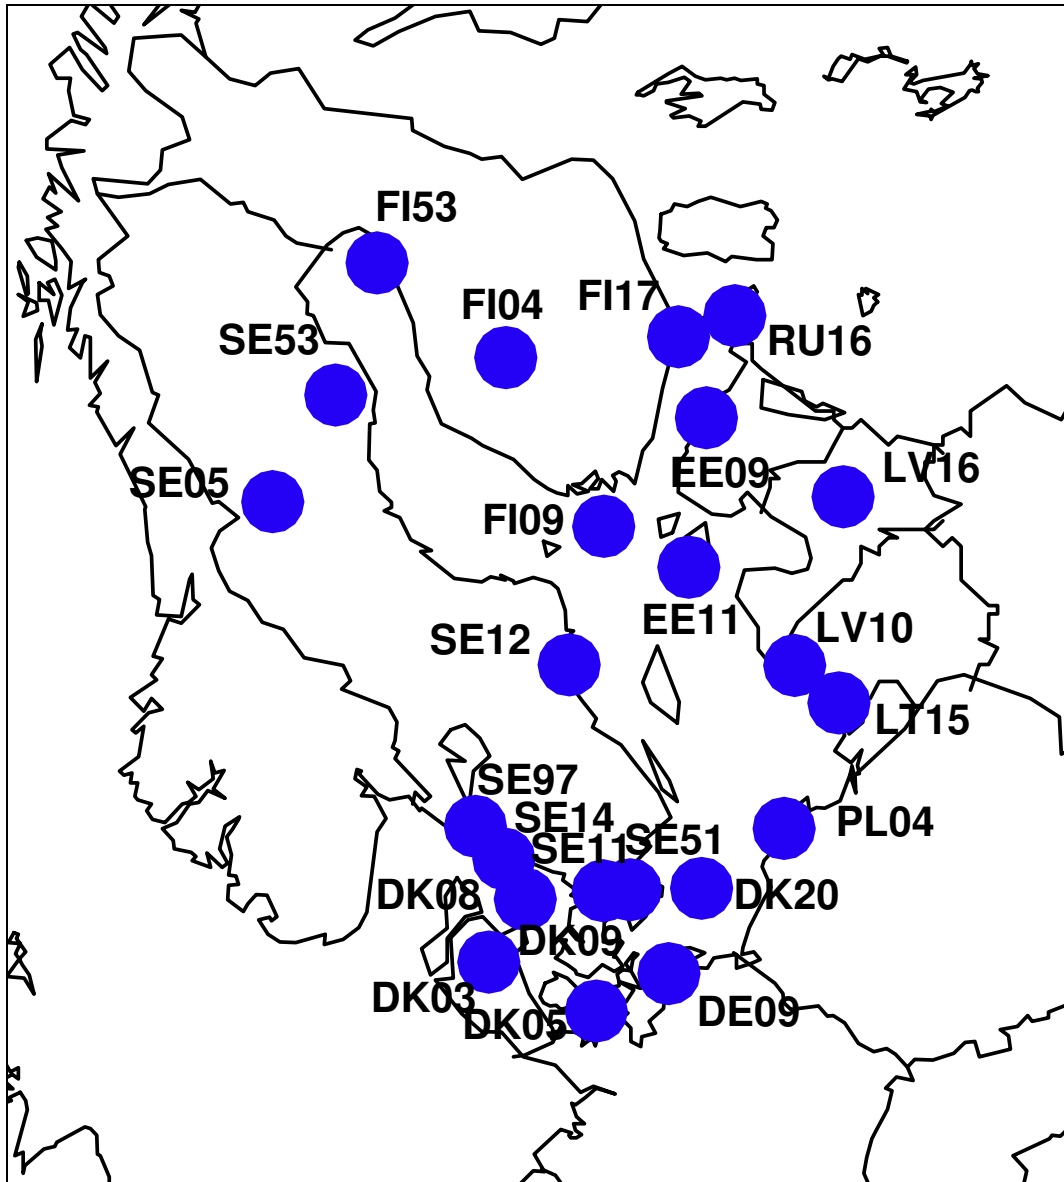 FI53
FI17
FI04
SE53
RU16
LV16
EE09
SE05
FI09
EE11
LV10
SE12
LT15
SE97
SE14
PL04
SE51
SE11
DK08
DK20
DK09
DK03
DE09
DK05